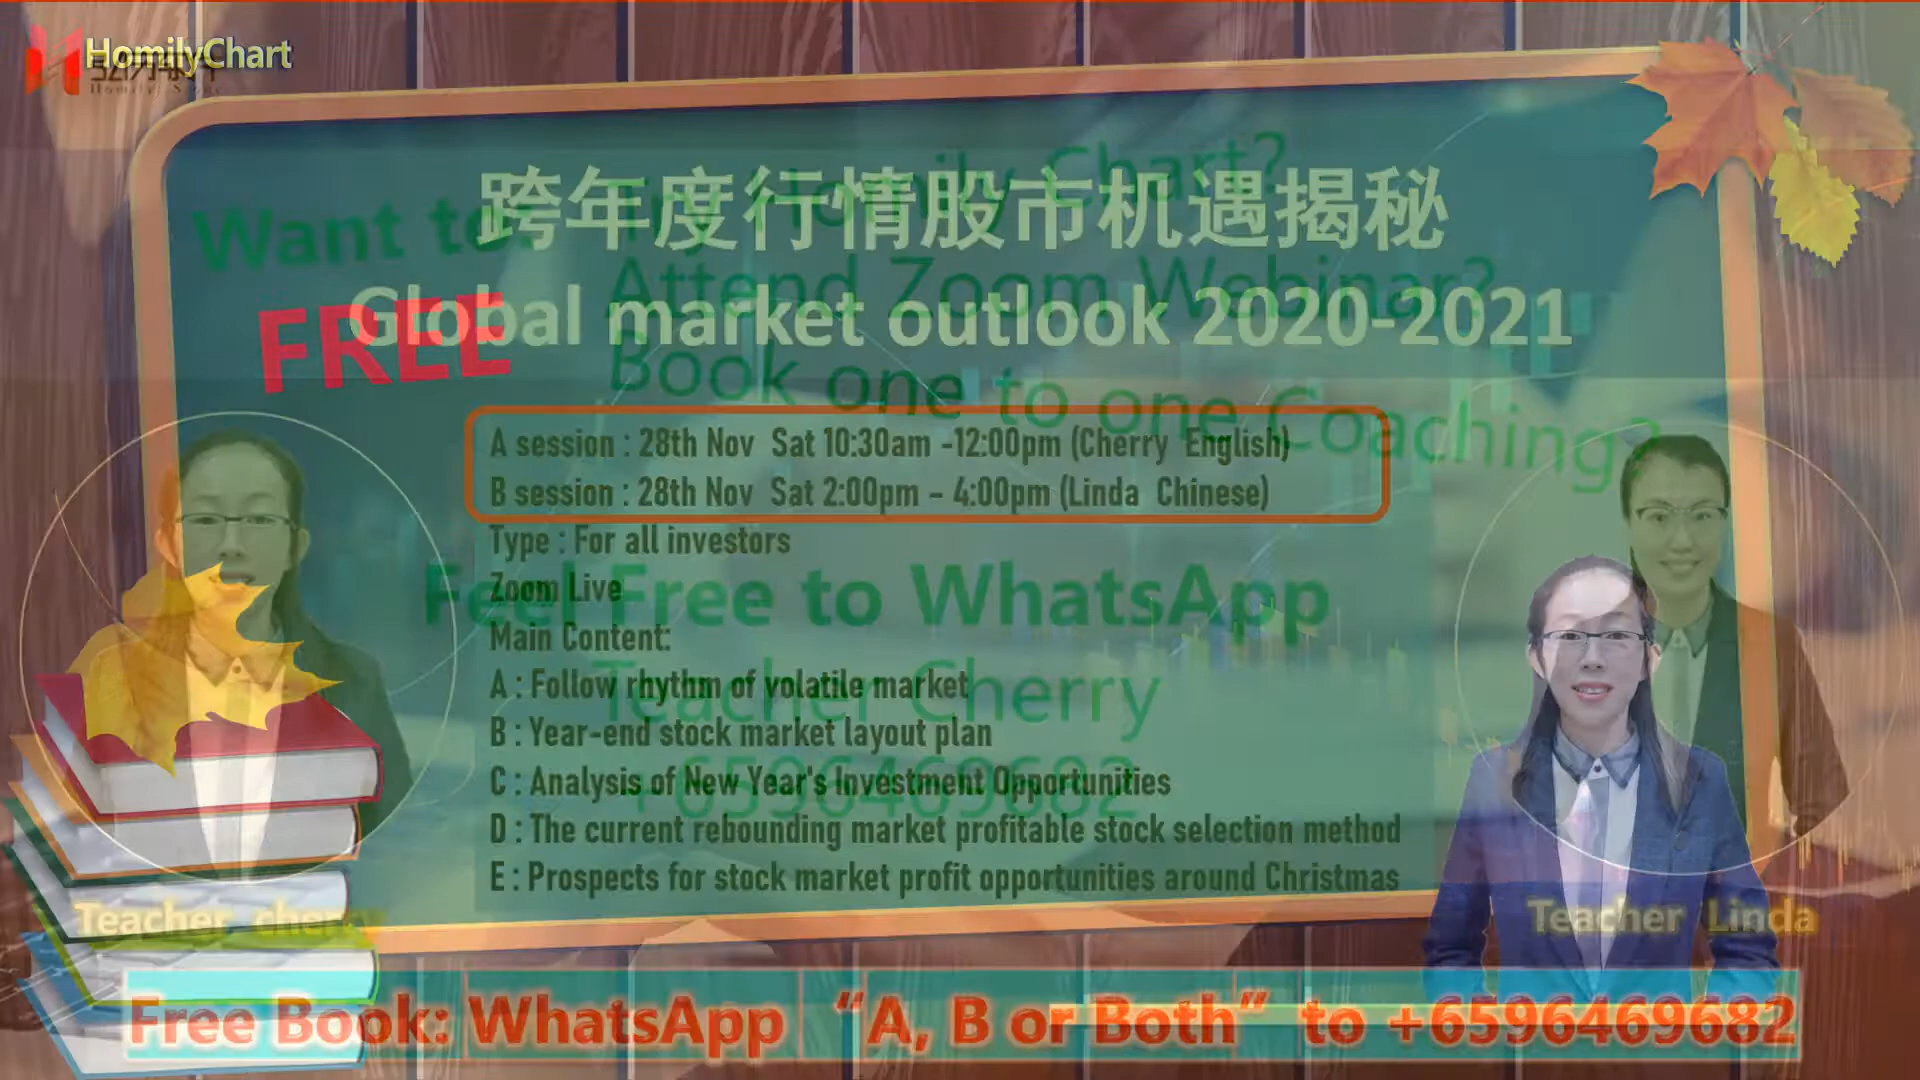 HomilyChart
Want to: Try Homily Chart?
Attend Zoom Webinar?
Book one to one Coaching?
FREE
Feel Free to WhatsApp
Teacher Cherry
+6596469682
跨年度行情股市机遇揭秘
Global market outlook 2020-2021
A session : 28th Nov Sat 10:30am -12:00pm (Cherry English)
B session : 28th Nov Sat 2:00pm – 4:00pm (Linda Chinese)
Type : For all investors
Zoom Live
Main Content:
A : Follow rhythm of volatile market
B : Year-end stock market layout plan
C : Analysis of New Year's Investment Opportunities
D : The current rebounding market profitable stock selection method
E : Prospects for stock market profit opportunities around Christmas
Teacher cherry
Teacher Linda
Free Book: WhatsApp “A, B or Both” to +6596469682